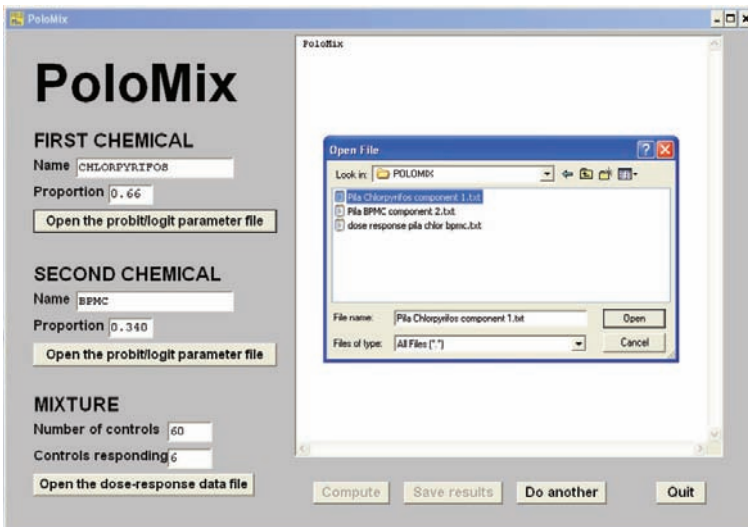 PoloMix
PoloMix
FIRST CHEMICAL
Name CHLORPYRIFOS
Proportion 0.66
Open the probit/logit parameter file
SECOND CHEMICAL
Name BPMC
Proportion 0.340
Open the probit/logit parameter file
MIXTURE
Number of controls 60
Controls responding 6
Open the dose-response data file
PoloMix
Open File
Look in: POLOMIX
Pila Chlorpyrifos component 1.txt
Pila BPMC component 2.txt
dose response pila chlor bpmc.txt
File name: Pila Chlorpyrifos component 1.txt Open
Files of type: All Files (*.*) Cancel
Compute Save results Do another Quit